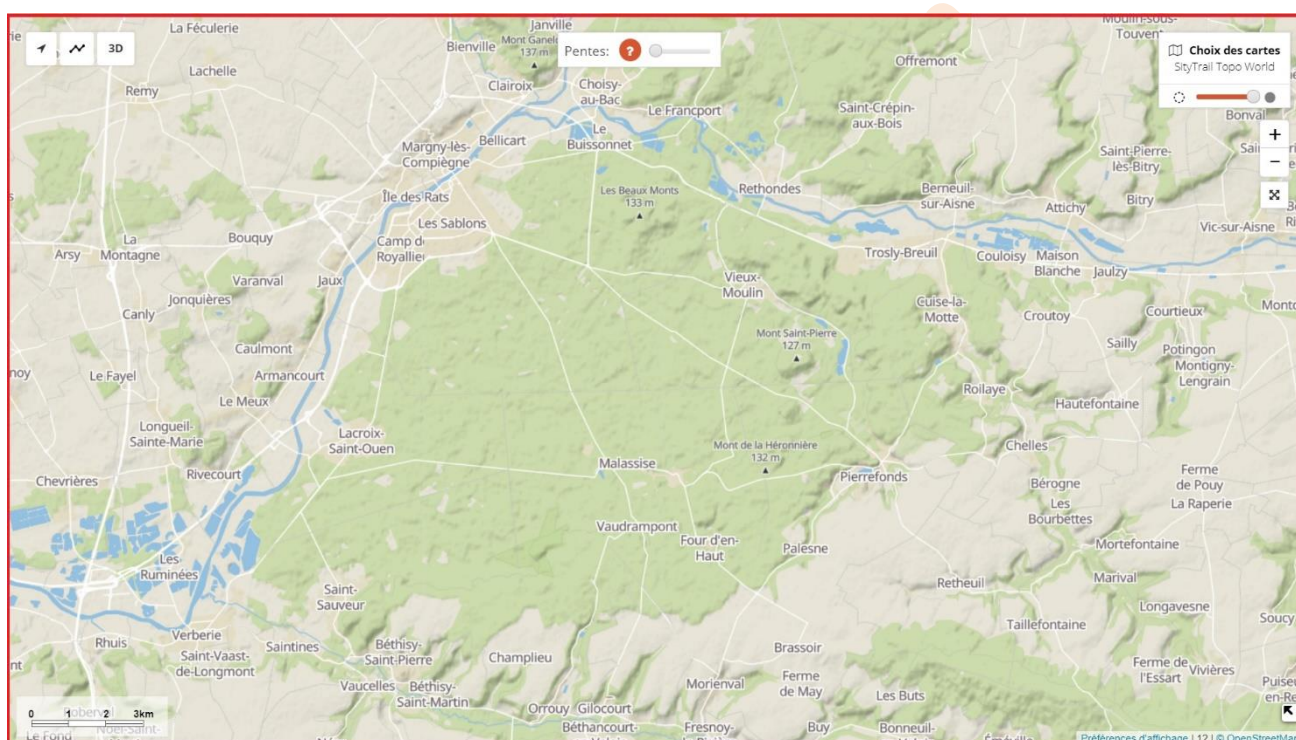 La Féculerie
Janville
Mont Ganelon
137 m
Bienville
3D
Pentes:
?
Offremont
Moulin-sous-
Touvent
Choix des cartes
SityTrail Topo World
Lachelle
Remy
Clairoix
Choisy-
au-Bac
Le Francport
Saint-Crépin-
aux-Bois
Bonval
+
−
Margny-lès-
Compiègne
Bellicart
Le
Buissonnet
Saint-Pierre-
lès-Bitry
Île des Rats
Les Beaux Monts
133 m
Rethondes
Berneuil-
sur-Aisne
Attichy
Bitry
Les Sablons
Vic-sur-Aisne
La
Montagne
Arsy
Bouquy
Camp de
Royallieu
Trosly-Breuil
Couloisy
Maison
Blanche
Jaulzy
Varanval
Jaux
Vieux-
Moulin
Jonquières
Canly
Cuise-la-
Motte
Croutoy
Courtieux
Mont Saint-Pierre
127 m
Caulmont
Sailly
Potingon
Montigny-
Lengrain
Le Fayel
Armancourt
Roilaye
Le Meux
Hautefontaine
Longueil-
Sainte-Marie
Lacroix-
Saint-Ouen
Mont de la Héronnière
132 m
Chelles
Chevrières
Rivecourt
Malassise
Pierrefonds
Bérogne
Ferme
de Pouy
La Raperie
Les
Bourbettes
Vaudrampont
Four d'en-
Haut
Palesne
Mortefontaine
Les
Ruminées
Retheuil
Marival
Saint-
Sauveur
Longavesne
Soucy
Taillefontaine
Rhuis
Verberie
Saint-Vaast-
de-Longmont
Saintines
Béthisy-
Saint-Pierre
Champlieu
Brassoir
Ferme de
l'Essart
Vivières
Vaucelles
Béthisy-
Saint-Martin
Morienval
Ferme
de May
Les Buts
Puiseux-
en-Re
0 1 2 3km
Roberval
Noël-Saint-
Le Fond
Orrouy
Gilocourt
Béthancourt-
Fresnoy-
Buy
Bonneuil-
Préférences d'affichage | 12 | © OpenStreetMap